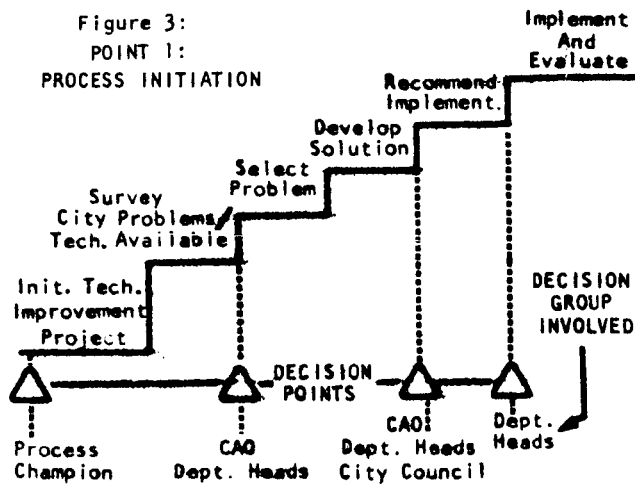 Figure 3:
POINT 1:
PROCESS INITIATION
Implement
And
Evaluate
Recommend
Implement.
Develop
Solution
Select
Problem
Survey
City Problems,
Tech. Available
Init. Tech.
Improvement
Project
DECISION
GROUP
INVOLVED
DECISION
POINTS
Process
Champion
CAO
Dept. Heads
CAO
Dept. Heads
City Council
Dept.
Heads